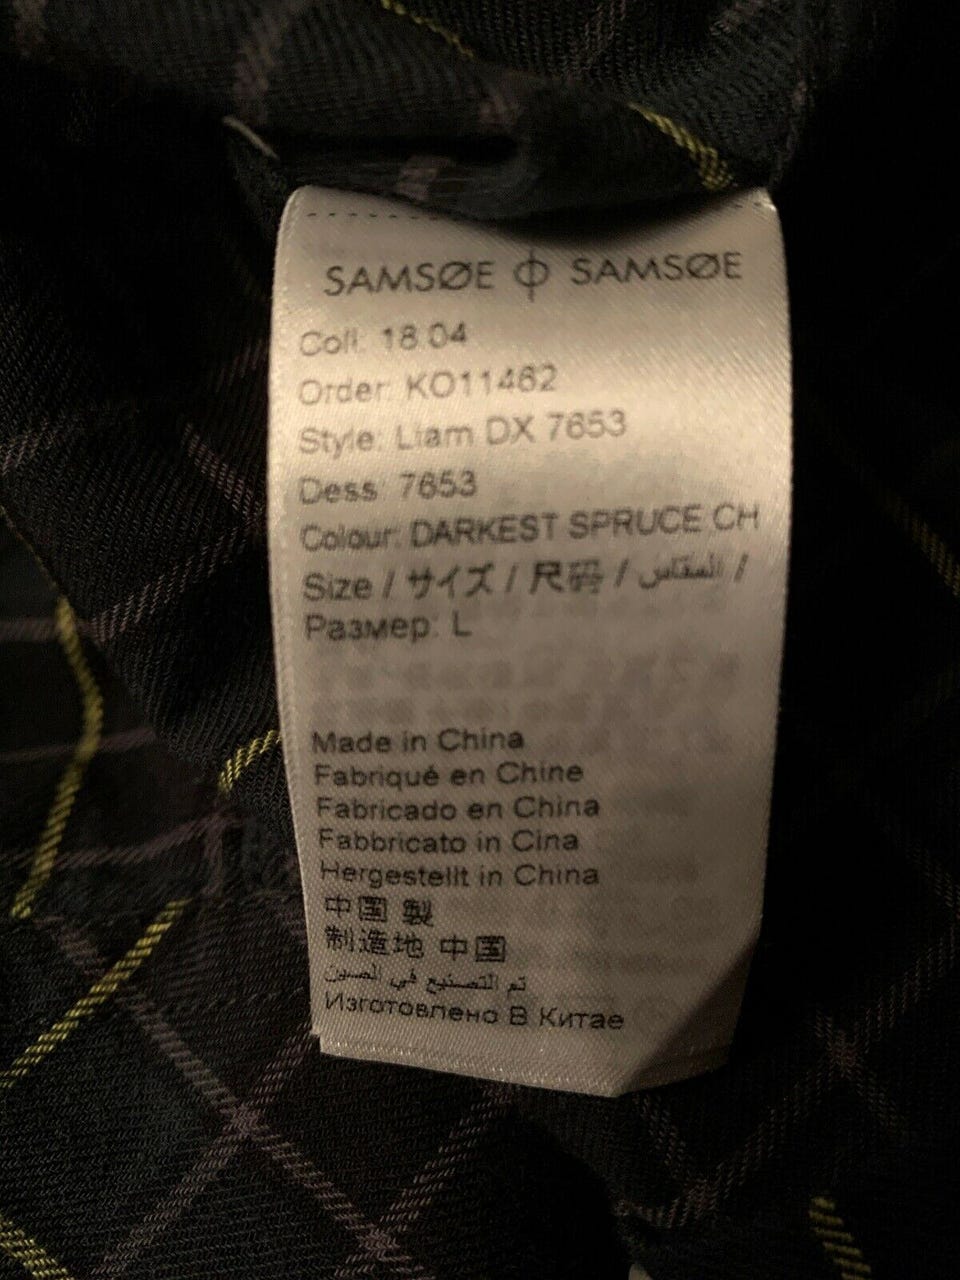 SAMSØE ϕ SAMSØE
Coll: 18.04
Order: KO11462
Style: Liam DX 7653
Dess: 7653
Colour: DARKEST SPRUCE CH
Size / サイズ / 尺码 / المقاس /
Размер: L
Made in China
Fabriqué en Chine
Fabricado en China
Fabbricato in Cina
Hergestellt in China
中国 製
制造地 中国
تم التصنيع في الصين
Изготовлено В Китае